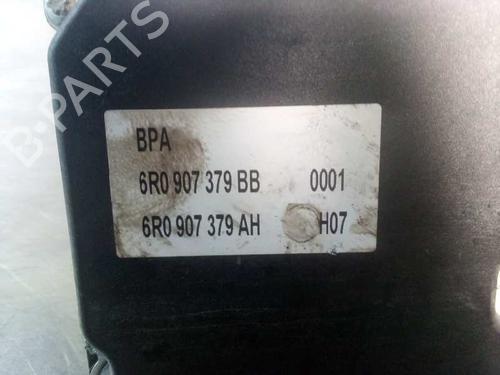 B-PARTS
BPA
6R0 907 379 BB 0001
6R0 907 379 AH H07